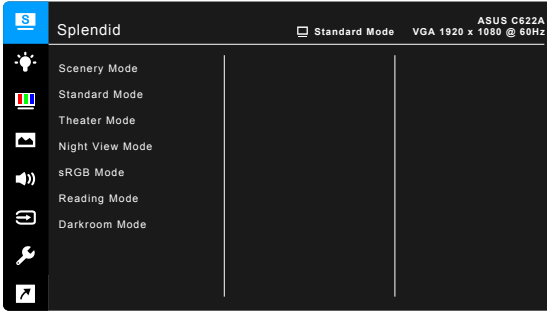 S
Splendid
Standard Mode
ASUS C622A
VGA 1920 x 1080 @ 60Hz
Scenery Mode
Standard Mode
Theater Mode
Night View Mode
sRGB Mode
Reading Mode
Darkroom Mode